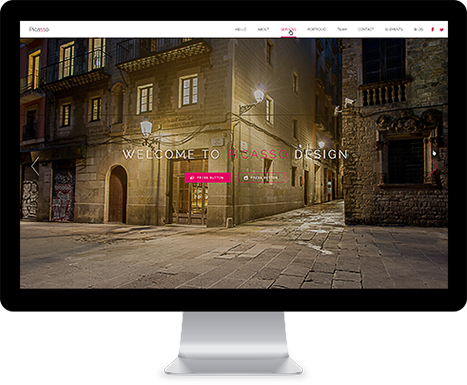 Picasso
HELLO ABOUT SERVICES PORTFOLIO TEAM CONTACT ELEMENTS BLOG
WELCOME TO PICASSO DESIGN
PRESS BUTTON PRESS BUTTON